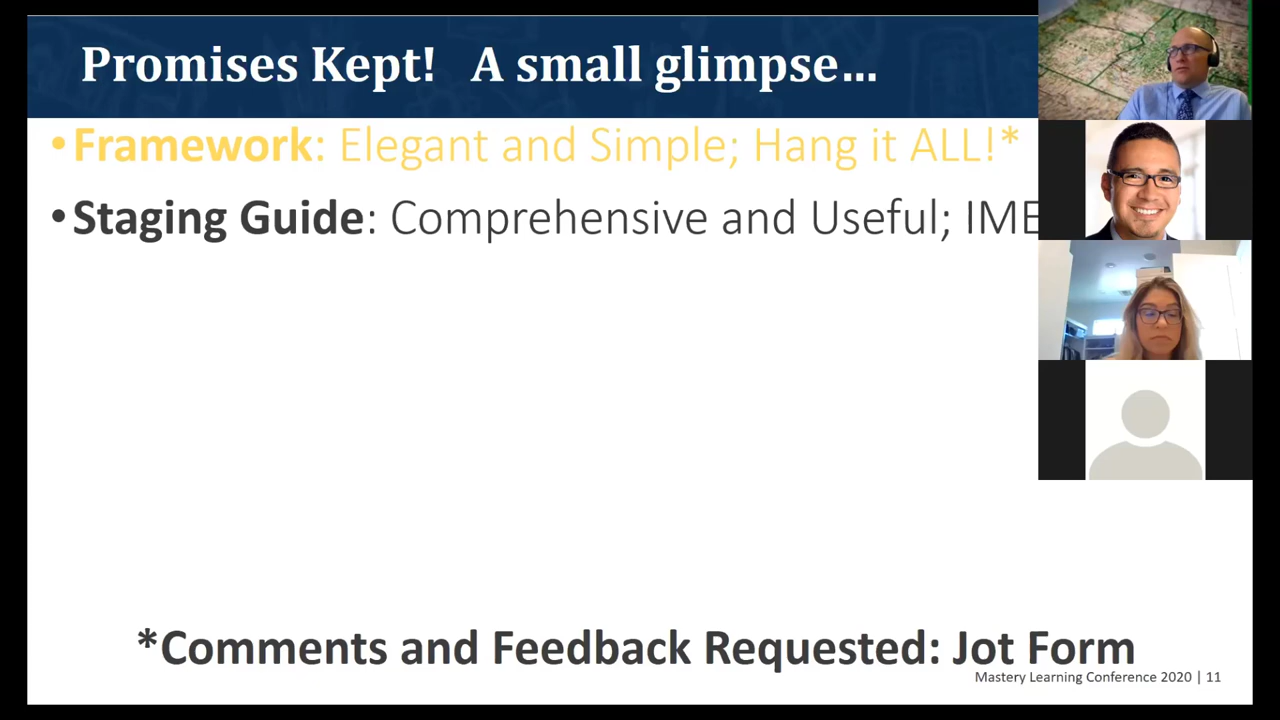 Promises Kept! A small glimpse...
•Framework: Elegant and Simple; Hang it ALL!*
•Staging Guide: Comprehensive and Useful;
*Comments and Feedback Requested: Jot Form
Mastery Learning Conference 2020 | 11